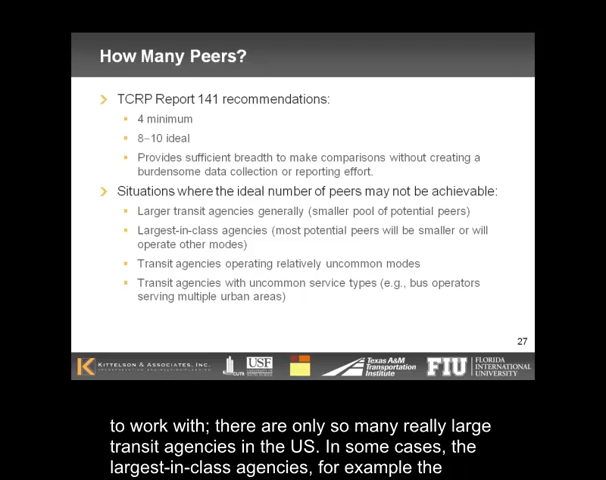 How Many Peers?
TCRP Report 141 recommendations:
4 minimum
8–10 ideal
Provides sufficient breadth to make comparisons without creating a
burdensome data collection or reporting effort.
Situations where the ideal number of peers may not be achievable:
Larger transit agencies generally (smaller pool of potential peers)
Largest-in-class agencies (most potential peers will be smaller or will
operate other modes)
Transit agencies operating relatively uncommon modes
Transit agencies with uncommon service types (e.g., bus operators
serving multiple urban areas)
27
KITTELSON & ASSOCIATES, INC.
CUTR
USF
Texas A&M
Transportation
Institute
FIU
FLORIDA
INTERNATIONAL
UNIVERSITY
to work with; there are only so many really large
transit agencies in the US. In some cases, the
largest-in-class agencies, for example the